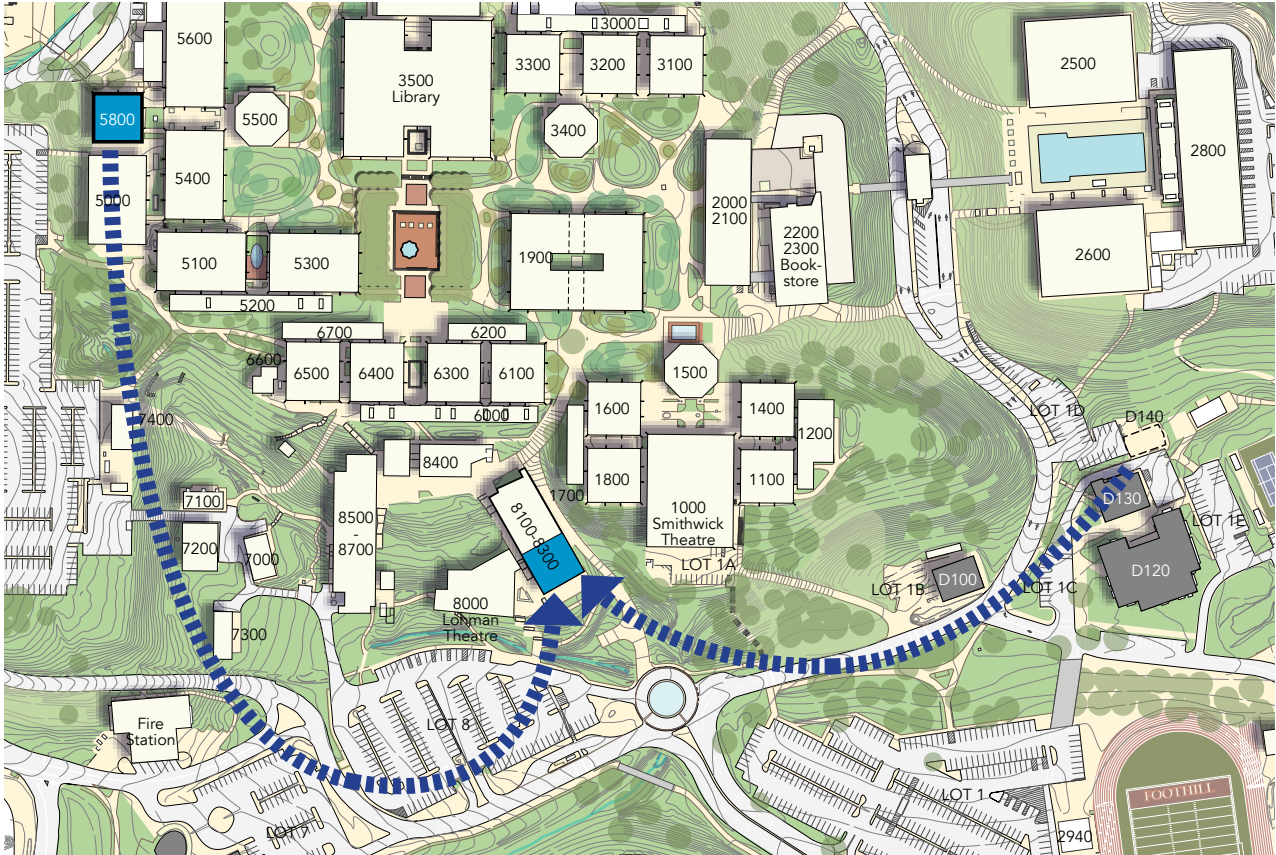 3000
5600
2500
3300
3200
3100
3500
Library
5800
5500
3400
2800
5400
5000
2000
2100
2200
2300
Book-
store
5100
5300
1900
2600
5200
6700
6200
6600
6500
6400
6300
6100
1500
6000
1600
1400
LOT 1D
D140
7400
1200
8400
1800
1100
1700
7100
D130
8100-8300
1000
Smithwick
Theatre
8500
-
8700
LOT 1E
7200
7000
LOT 1A
D100
D120
LOT 1B
LOT 1C
8000
Lohman
Theatre
7300
Fire
Station
LOT 8
LOT 1
FOOTHILL
LOT 7
2940